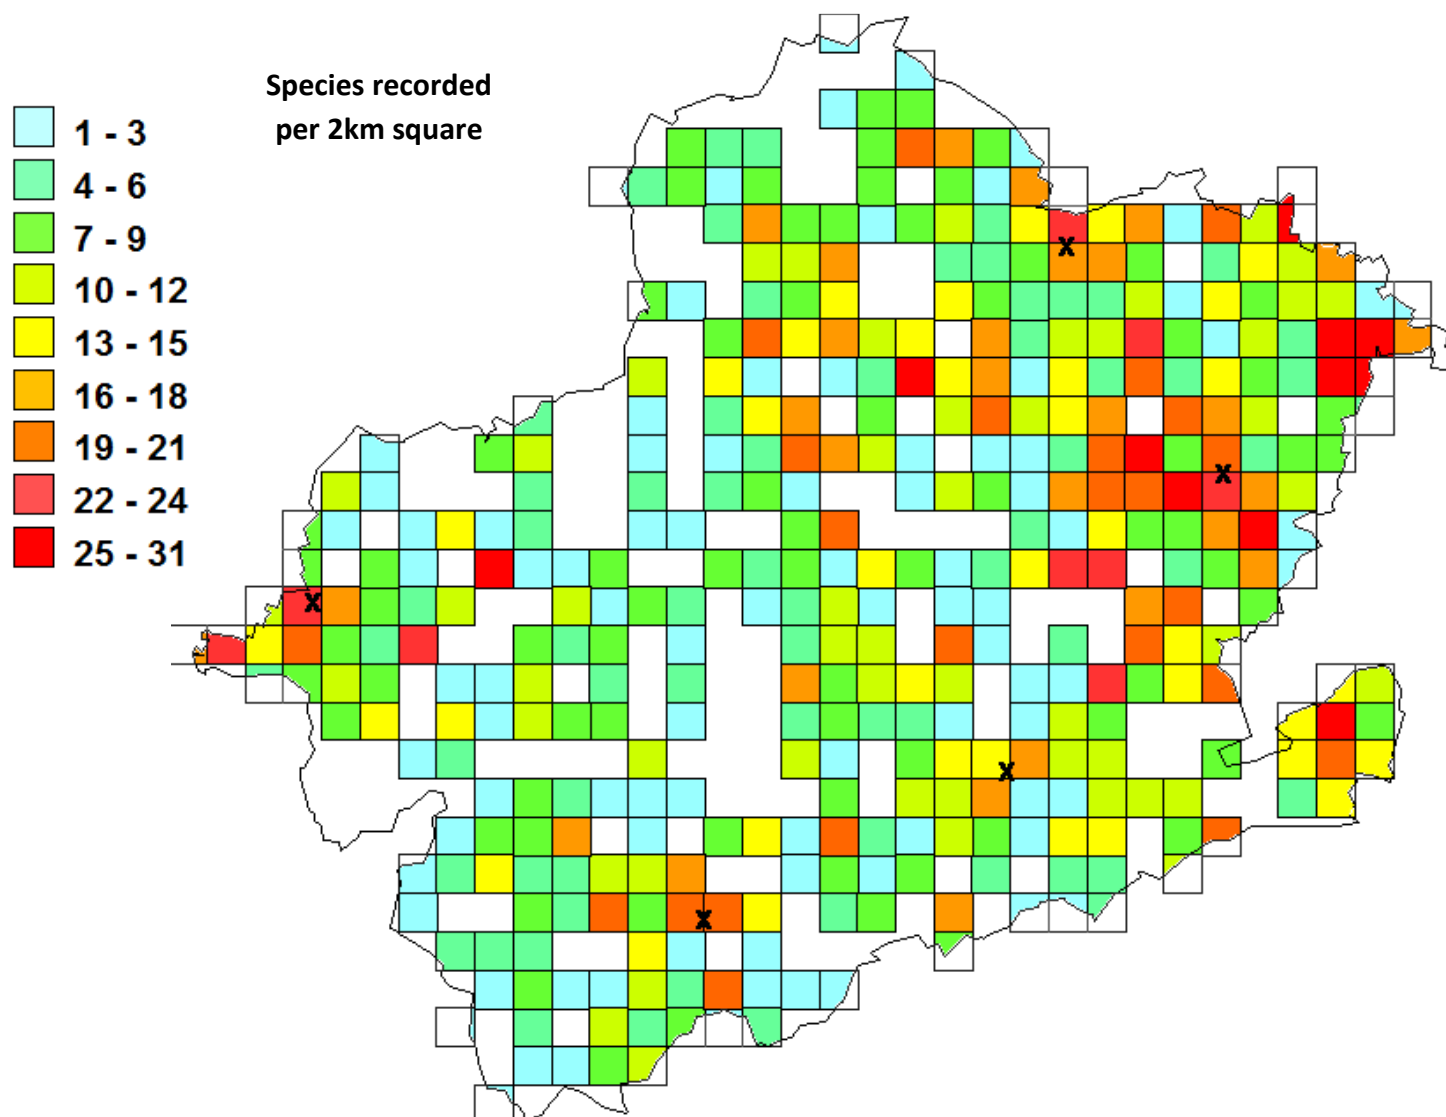 Species recorded
per 2km square
1 - 3
4 - 6
7 - 9
10 - 12
13 - 15
16 - 18
19 - 21
22 - 24
25 - 31
X
X
X
X
X